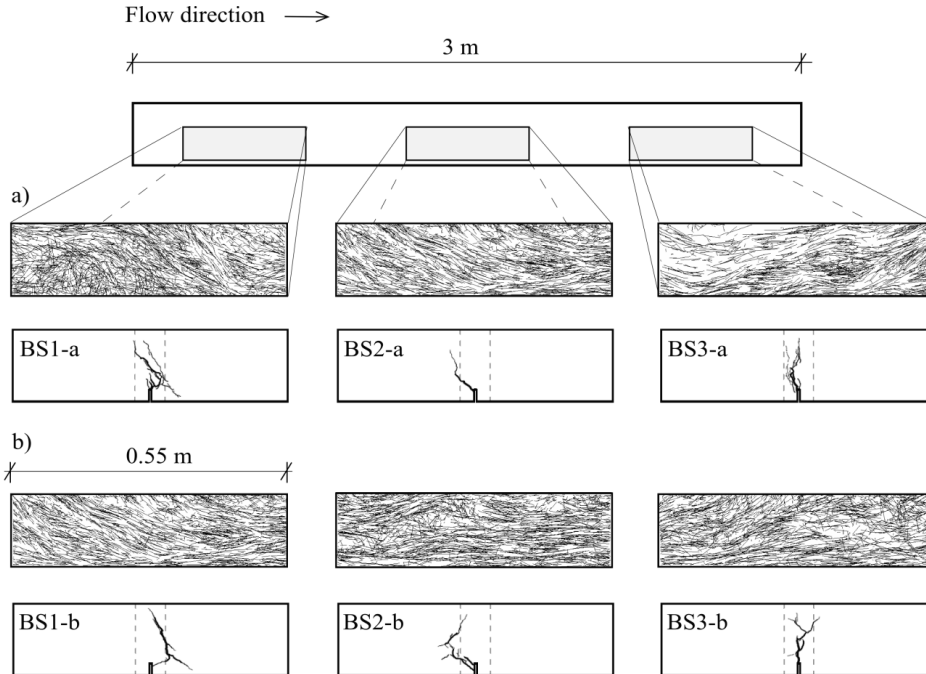 Flow direction
3 m
a)
BS1-a
BS2-a
BS3-a
b)
0.55 m
BS1-b
BS2-b
BS3-b